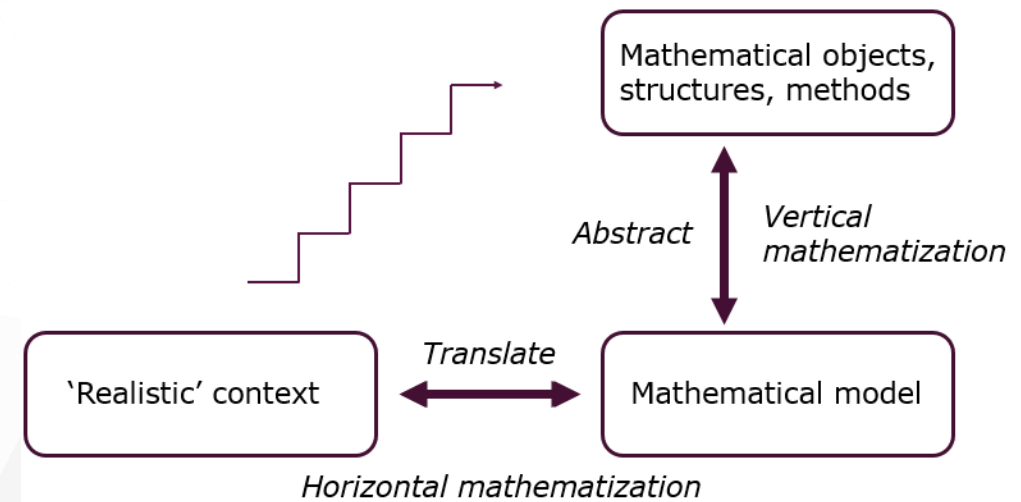 Mathematical objects,
structures, methods
Abstract
Vertical
mathematization
Translate
‘Realistic’ context
Mathematical model
Horizontal mathematization